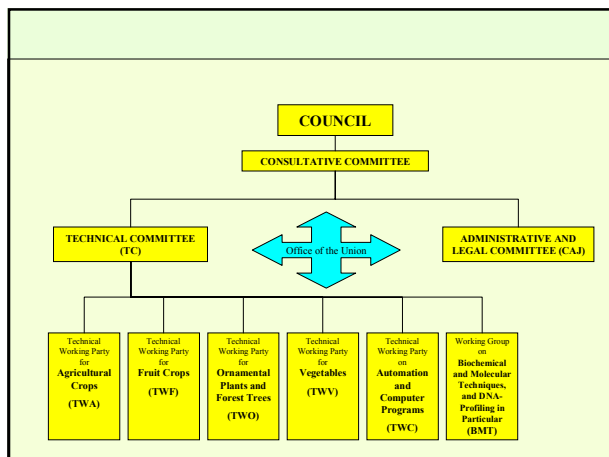 COUNCIL
CONSULTATIVE COMMITTEE
TECHNICAL COMMITTEE
(TC)
Office of the Union
ADMINISTRATIVE AND
LEGAL COMMITTEE (CAJ)
Technical
Working Party
for
Agricultural
Crops
(TWA)
Technical
Working Party
for
Fruit Crops
(TWF)
Technical
Working Party
for
Ornamental
Plants and
Forest Trees
(TWO)
Technical
Working Party
for
Vegetables
(TWV)
Technical
Working Party
on
Automation
and
Computer
Programs
(TWC)
Working Group
on
Biochemical
and Molecular
Techniques,
and DNA-
Profiling in
Particular
(BMT)